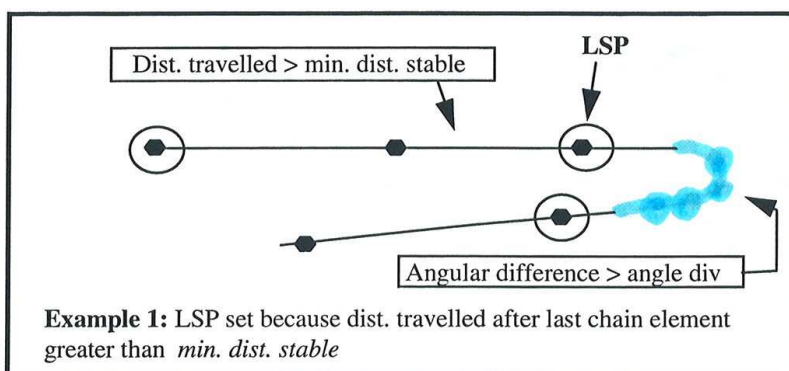 LSP
Dist. travelled > min. dist. stable
Angular difference > angle div
Example 1: LSP set because dist. travelled after last chain element
greater than min. dist. stable